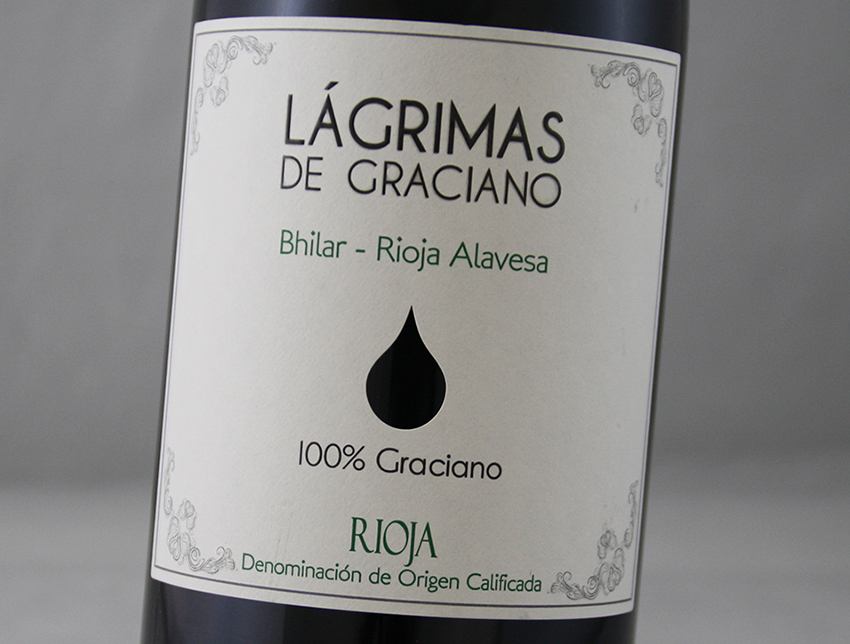 LÁGRIMAS
DE GRACIANO
Bhilar - Rioja Alavesa
100% Graciano
RIOJA
Denominación de Origen Calificada